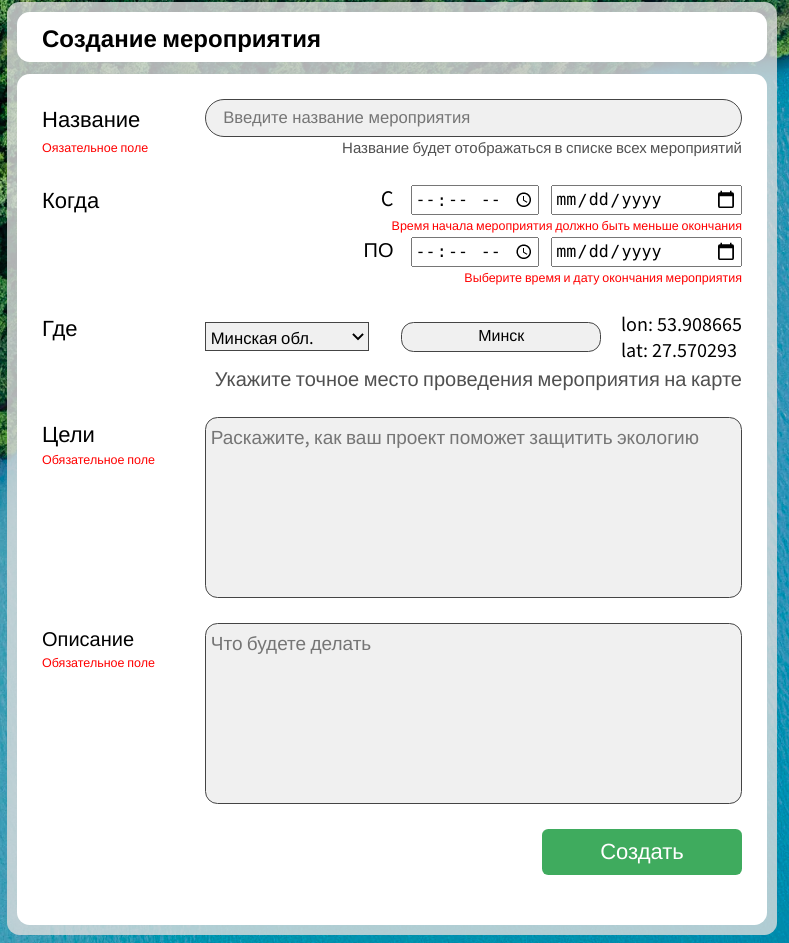 Создание мероприятия
Название
Введите название мероприятия
Оязательное поле
Название будет отображаться в списке всех мероприятий
Когда
С --:-- -- mm/dd/yyyy
Время начала мероприятия должно быть меньше окончания
ПО --:-- -- mm/dd/yyyy
Выберите время и дату окончания мероприятия
Где
Минская обл.
Минск
lon: 53.908665
lat: 27.570293
Укажите точное место проведения мероприятия на карте
Цели
Обязательное поле
Раскажите, как ваш проект поможет защитить экологию
Описание
Обязательное поле
Что будете делать
Создать